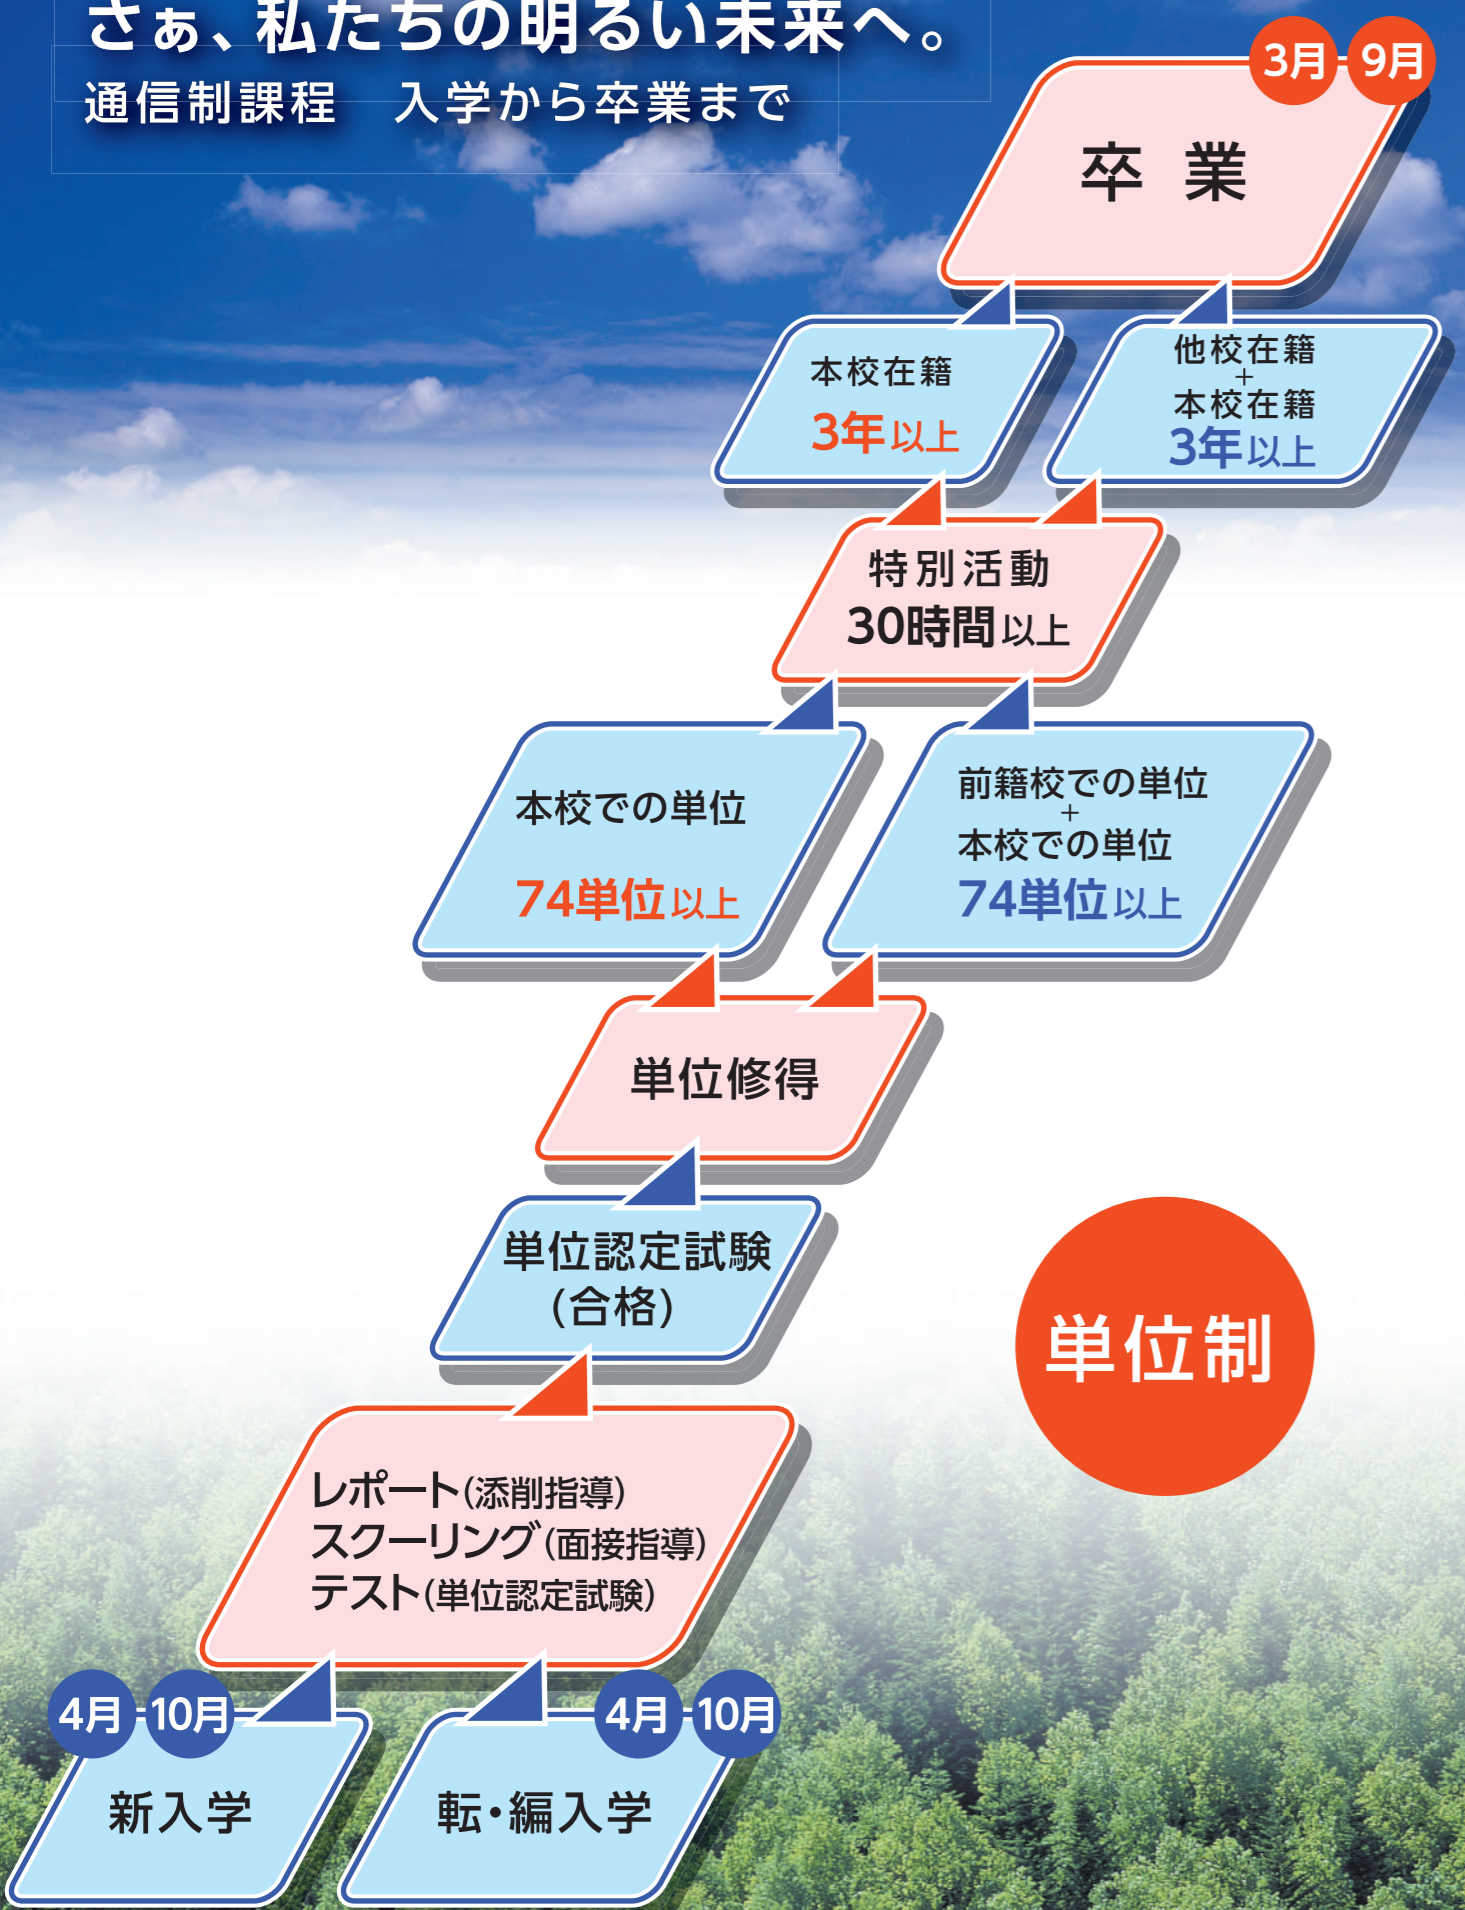 さぁ、私たちの明るい未来へ。
通信制課程 入学から卒業まで
3月 9月
卒業
本校在籍
3年以上
他校在籍
+
本校在籍
3年以上
特別活動
30時間以上
本校での単位
74単位以上
前籍校での単位
+
本校での単位
74単位以上
単位修得
単位認定試験
(合格)
単位制
レポート(添削指導)
スクーリング(面接指導)
テスト(単位認定試験)
4月 10月
新入学
4月 10月
転・編入学